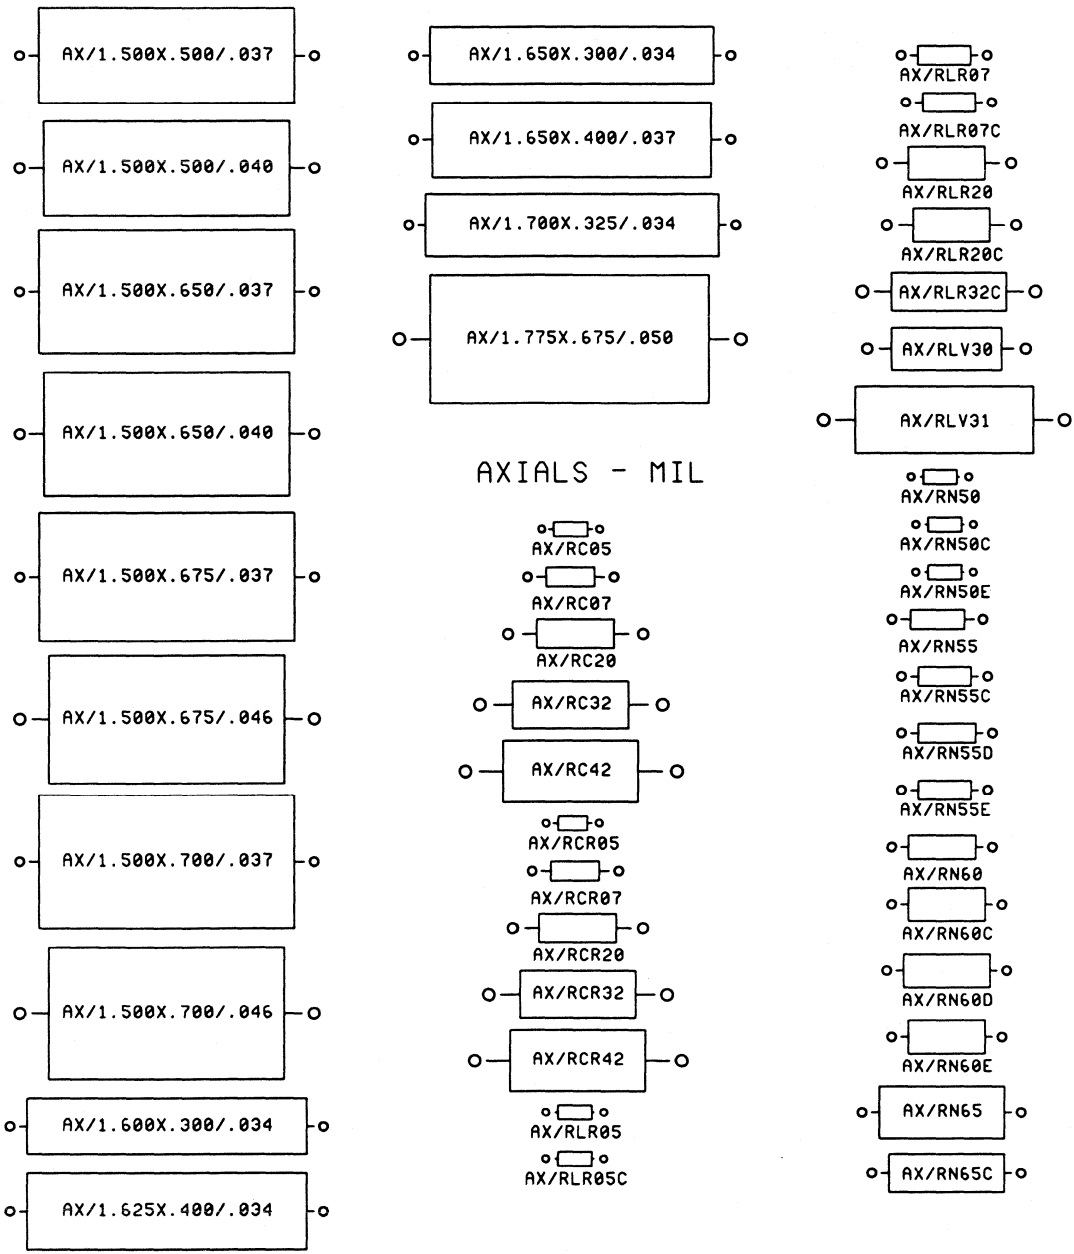 AX/1.500X.500/.037
AX/1.500X.500/.040
AX/1.500X.650/.037
AX/1.500X.650/.040
AX/1.500X.675/.037
AX/1.500X.675/.046
AX/1.500X.700/.037
AX/1.500X.700/.046
AX/1.600X.300/.034
AX/1.625X.400/.034
AX/1.650X.300/.034
AX/1.650X.400/.037
AX/1.700X.325/.034
AX/1.775X.675/.050
AXIALS - MIL
AX/RC05
AX/RC07
AX/RC20
AX/RC32
AX/RC42
AX/RCR05
AX/RCR07
AX/RCR20
AX/RCR32
AX/RCR42
AX/RLR05
AX/RLR05C
AX/RLR07
AX/RLR07C
AX/RLR20
AX/RLR20C
AX/RLR32C
AX/RLV30
AX/RLV31
AX/RN50
AX/RN50C
AX/RN50E
AX/RN55
AX/RN55C
AX/RN55D
AX/RN55E
AX/RN60
AX/RN60C
AX/RN60D
AX/RN60E
AX/RN65
AX/RN65C